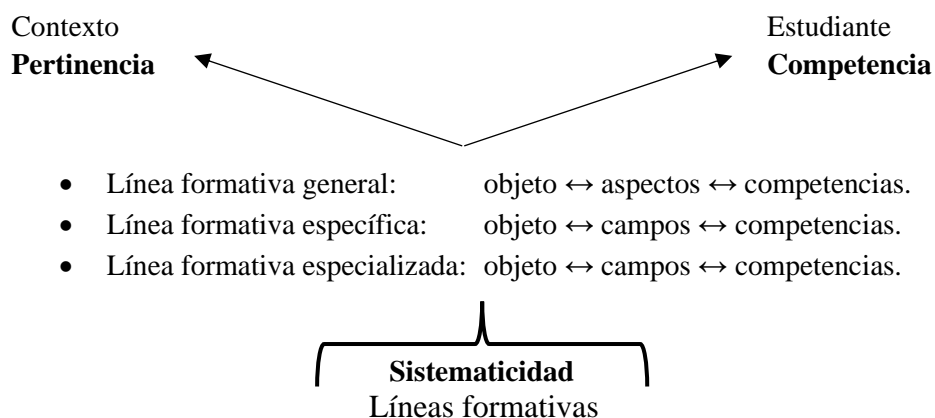 Contexto Estudiante
Pertinencia Competencia
• Línea formativa general: objeto ↔ aspectos ↔ competencias.
• Línea formativa específica: objeto ↔ campos ↔ competencias.
• Línea formativa especializada: objeto ↔ campos ↔ competencias.
Sistematicidad
Líneas formativas